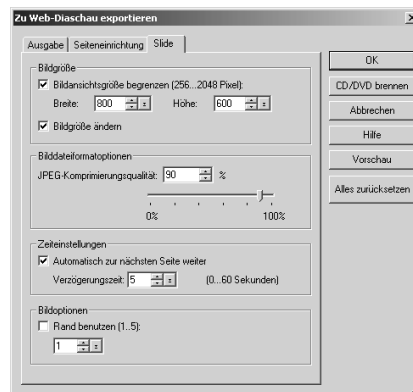 Zu Web-Diaschau exportieren
Ausgabe Seiteneinrichtung Slide
Bildgröße
Bildansichtsgröße begrenzen (256...2048 Pixel):
Breite: 800 Höhe: 600
Bildgröße ändern
Bilddateiformatoptionen
JPEG-Komprimierungsqualität: 90 %
0% 100%
Zeiteinstellungen
Automatisch zur nächsten Seite weiter
Verzögerungszeit: 5 (0...60 Sekunden)
Bildoptionen
Rand benutzen (1..5):
1
OK
CD/DVD brennen
Abbrechen
Hilfe
Vorschau
Alles zurücksetzen